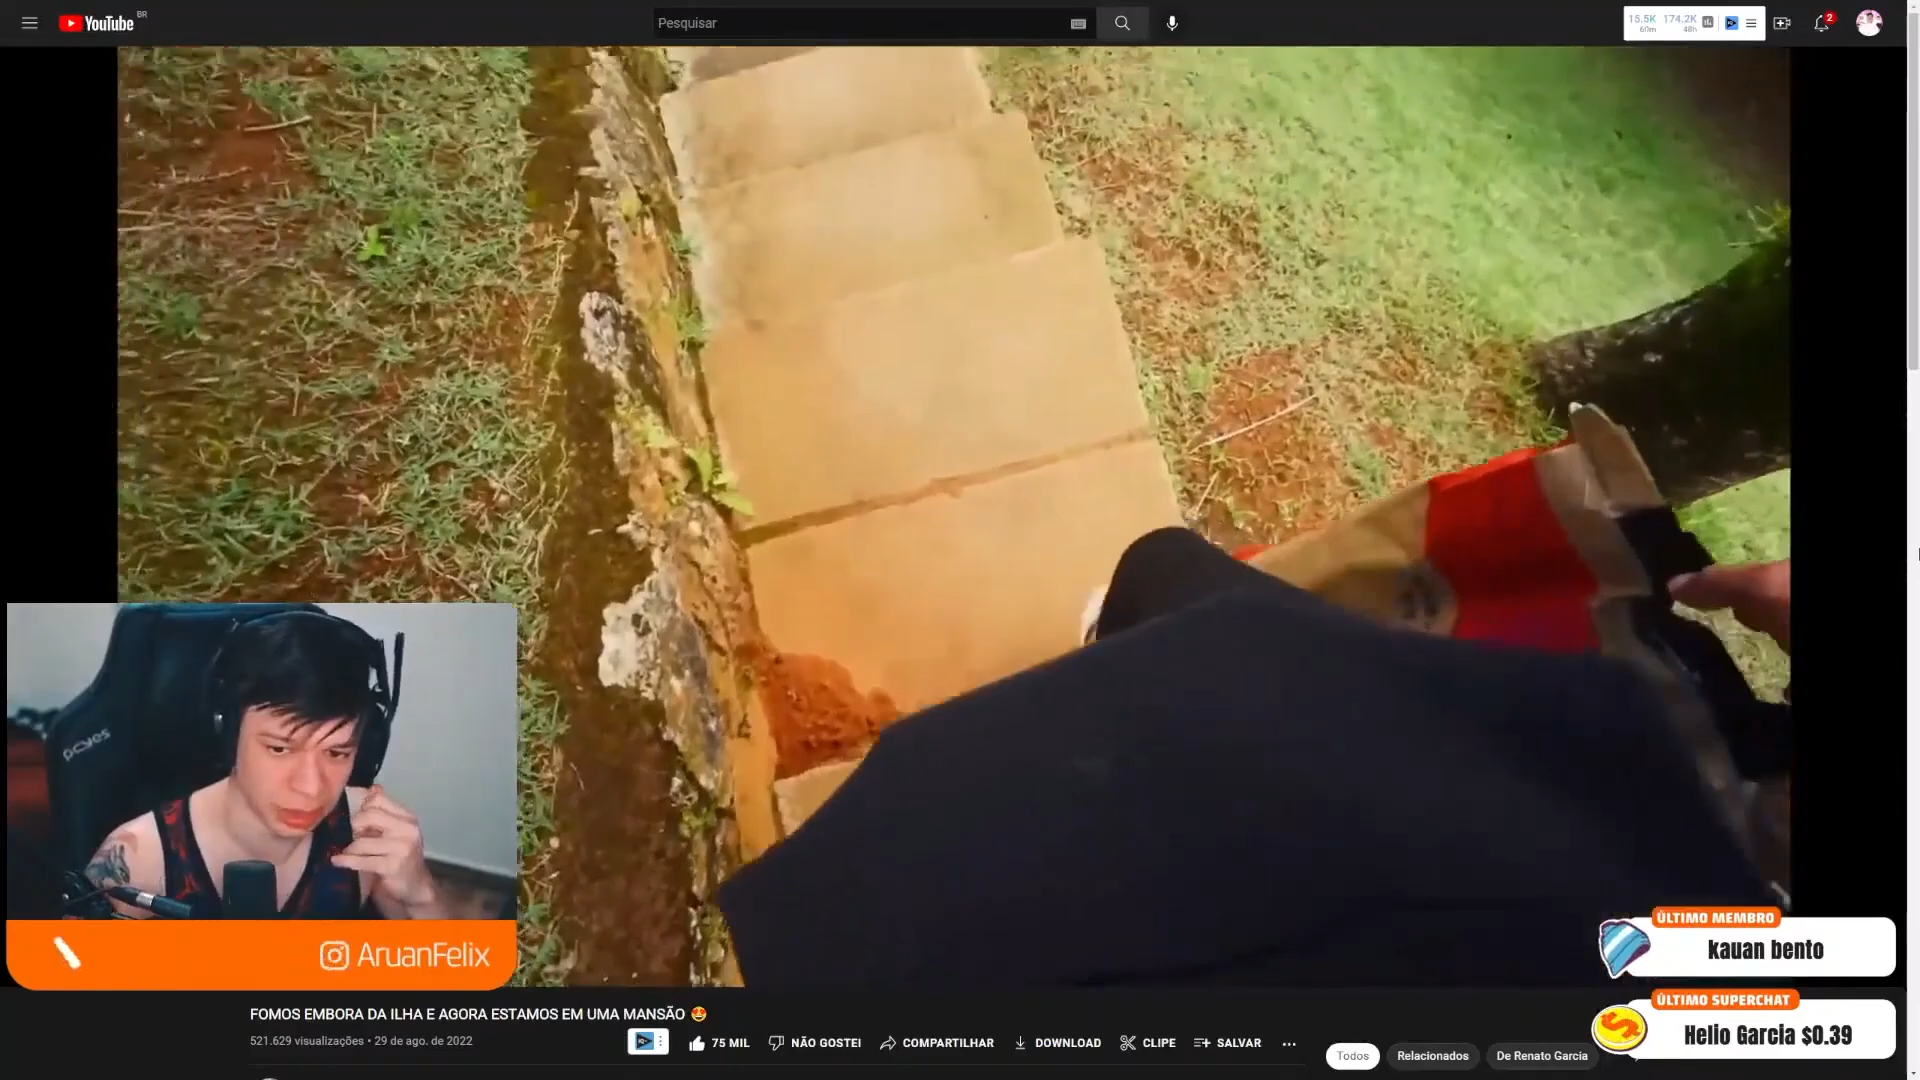 YouTube BR
Pesquisar
15.5K 174.2K
60m 48h
2
pcyes
AruanFelix
ÚLTIMO MEMBRO
kauan bento
ÚLTIMO SUPERCHAT
Helio Garcia $0.39
FOMOS EMBORA DA ILHA E AGORA ESTAMOS EM UMA MANSÃO
521.629 visualizações • 29 de ago. de 2022
75 MIL NÃO GOSTEI COMPARTILHAR DOWNLOAD CLIPE SALVAR ...
Todos Relacionados De Renato Garcia